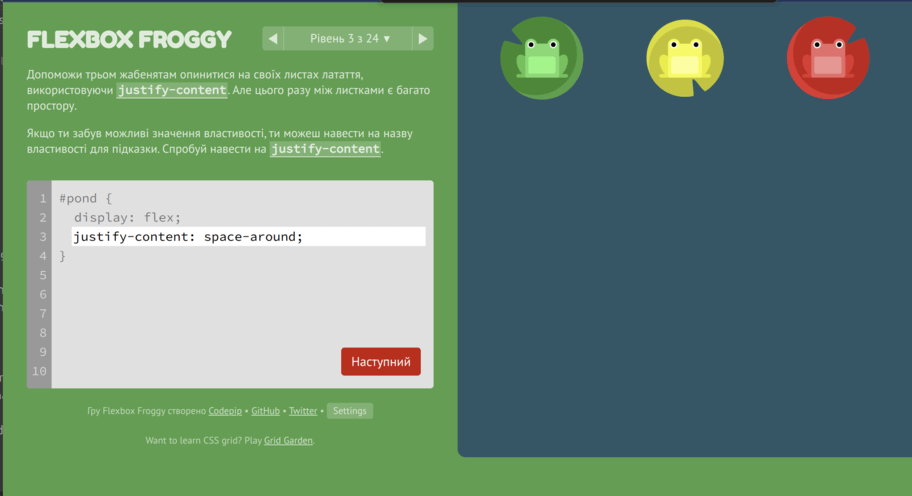 FLEXBOX FROGGY
◀ Рівень 3 з 24 ▾ ▶
Допоможи трьом жабенятам опинитися на своїх листах латаття,
використовуючи justify-content. Але цього разу між листками є багато
простору.
Якщо ти забув можливі значення властивості, ти можеш навести на назву
властивості для підказки. Спробуй навести на justify-content.
1 #pond {
2 display: flex;
3 justify-content: space-around;
4 }
5
6
7
8
9
10
Наступний
Гру Flexbox Froggy створено Codepip • GitHub • Twitter • Settings
Want to learn CSS grid? Play Grid Garden.